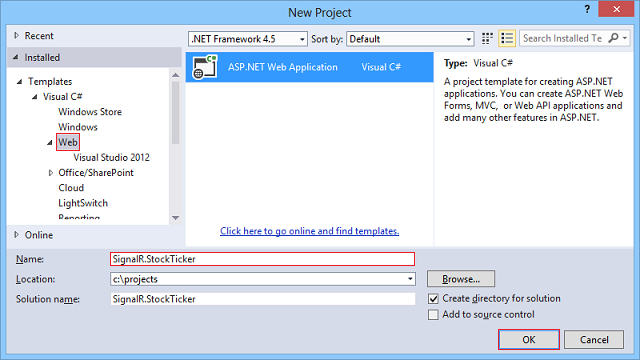 New Project
Recent
Installed
.NET Framework 4.5 Sort by: Default Search Installed Te
Templates
Visual C#
Windows Store
Windows
Web
Visual Studio 2012
Office/SharePoint
Cloud
LightSwitch
Reporting
Online
ASP.NET Web Application Visual C#
Click here to go online and find templates.
Type: Visual C#
A project template for creating ASP.NET
applications. You can create ASP.NET Web
Forms, MVC, or Web API applications and
add many other features in ASP.NET.
Name: SignalR.StockTicker
Location: c:\projects Browse...
Solution name: SignalR.StockTicker
Create directory for solution
Add to source control
OK Cancel